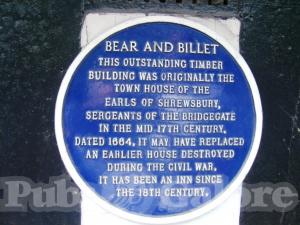 BEAR AND BILLET
THIS OUTSTANDING TIMBER
BUILDING WAS ORIGINALLY THE
TOWN HOUSE OF THE
EARLS OF SHREWSBURY,
SERGEANTS OF THE BRIDGEGATE
IN THE MID 17TH CENTURY.
DATED 1664, IT MAY HAVE REPLACED
AN EARLIER HOUSE DESTROYED
DURING THE CIVIL WAR.
IT HAS BEEN AN INN SINCE
THE 18TH CENTURY.